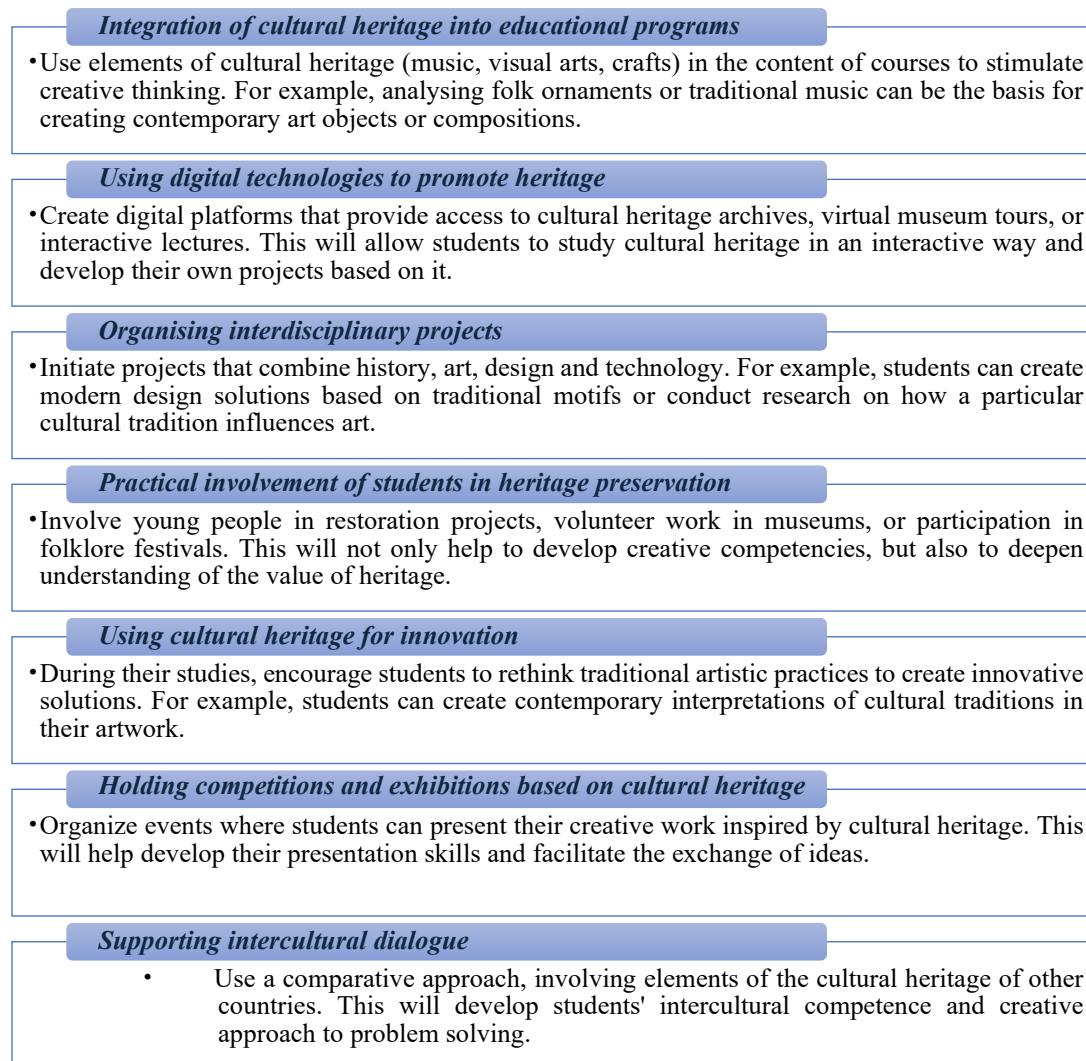 Integration of cultural heritage into educational programs
•Use elements of cultural heritage (music, visual arts, crafts) in the content of courses to stimulate
creative thinking. For example, analysing folk ornaments or traditional music can be the basis for
creating contemporary art objects or compositions.
Using digital technologies to promote heritage
•Create digital platforms that provide access to cultural heritage archives, virtual museum tours, or
interactive lectures. This will allow students to study cultural heritage in an interactive way and
develop their own projects based on it.
Organising interdisciplinary projects
•Initiate projects that combine history, art, design and technology. For example, students can create
modern design solutions based on traditional motifs or conduct research on how a particular
cultural tradition influences art.
Practical involvement of students in heritage preservation
•Involve young people in restoration projects, volunteer work in museums, or participation in
folklore festivals. This will not only help to develop creative competencies, but also to deepen
understanding of the value of heritage.
Using cultural heritage for innovation
•During their studies, encourage students to rethink traditional artistic practices to create innovative
solutions. For example, students can create contemporary interpretations of cultural traditions in
their artwork.
Holding competitions and exhibitions based on cultural heritage
•Organize events where students can present their creative work inspired by cultural heritage. This
will help develop their presentation skills and facilitate the exchange of ideas.
Supporting intercultural dialogue
• Use a comparative approach, involving elements of the cultural heritage of other
countries. This will develop students' intercultural competence and creative
approach to problem solving.